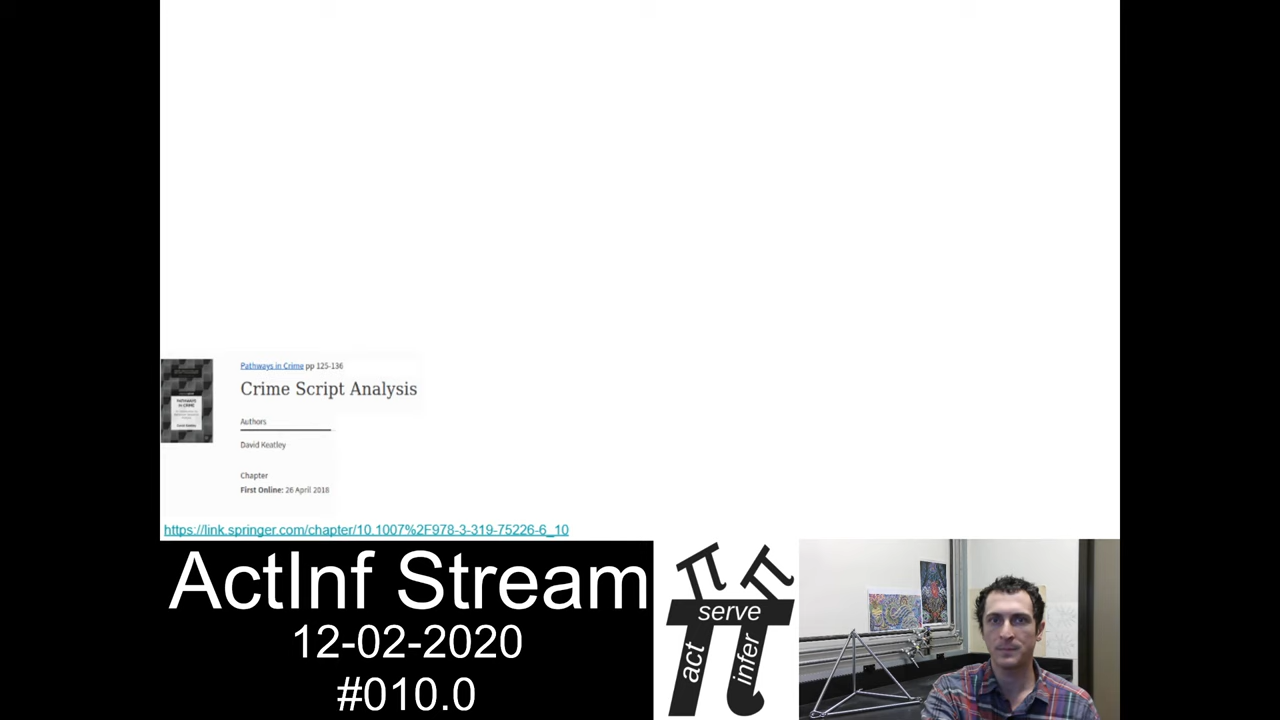 Pathways in Crime pp 125-136
Crime Script Analysis
Authors
David Keatley
Chapter
First Online: 26 April 2018
https://link.springer.com/chapter/10.1007%2F978-3-319-75226-6_10
ActInf Stream
12-02-2020
#010.0
serve
act
infer